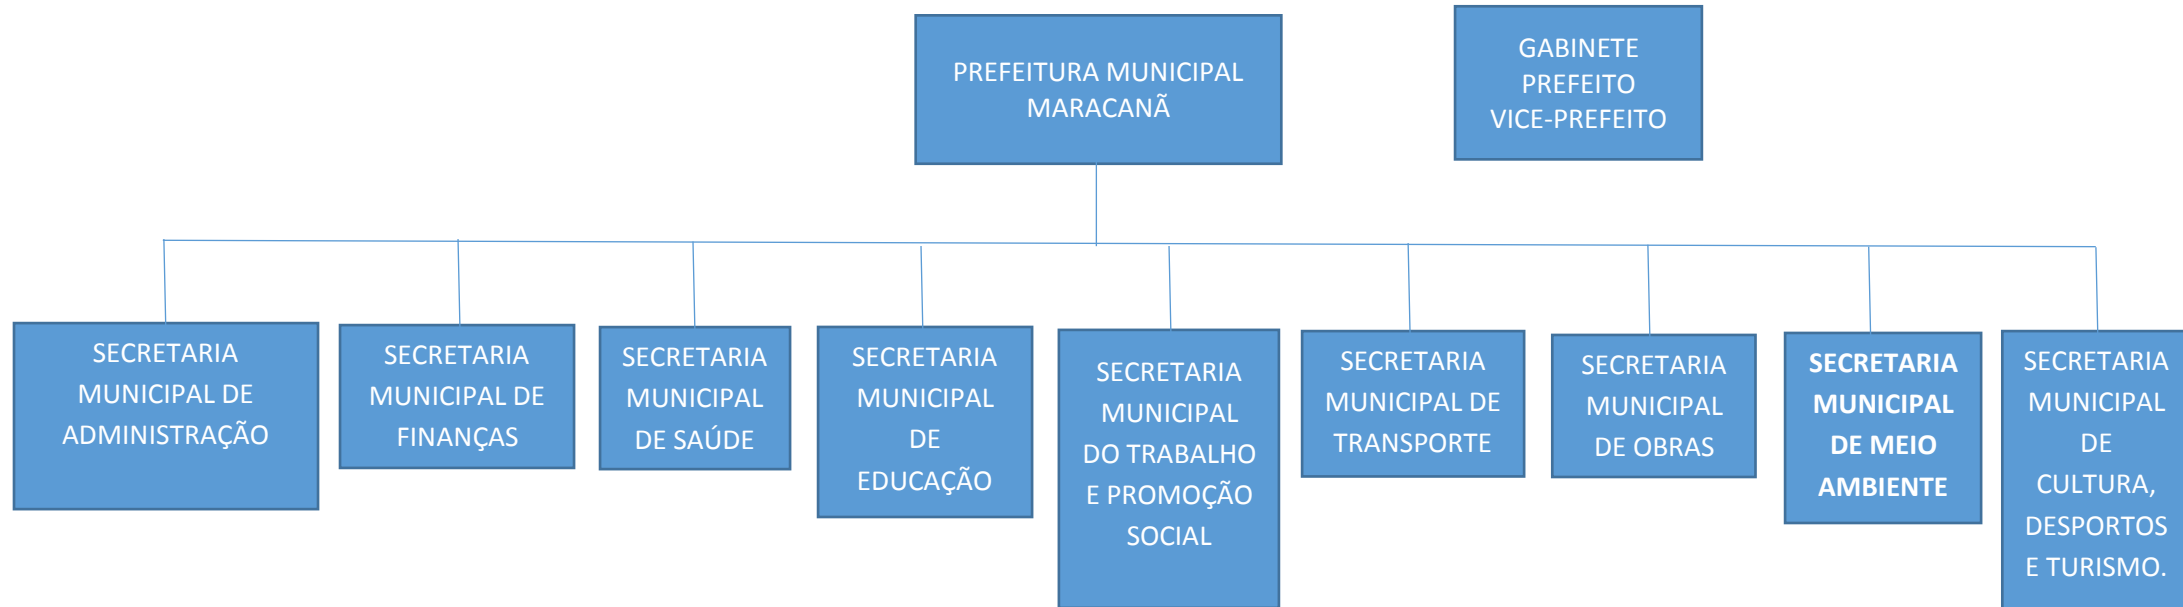 PREFEITURA MUNICIPAL
MARACANÃ
GABINETE
PREFEITO
VICE-PREFEITO
SECRETARIA
MUNICIPAL DE
ADMINISTRAÇÃO
SECRETARIA
MUNICIPAL DE
FINANÇAS
SECRETARIA
MUNICIPAL
DE SAÚDE
SECRETARIA
MUNICIPAL
DE
EDUCAÇÃO
SECRETARIA
MUNICIPAL
DO TRABALHO
E PROMOÇÃO
SOCIAL
SECRETARIA
MUNICIPAL DE
TRANSPORTE
SECRETARIA
MUNICIPAL
DE OBRAS
SECRETARIA
MUNICIPAL
DE MEIO
AMBIENTE
SECRETARIA
MUNICIPAL
DE
CULTURA,
DESPORTOS
E TURISMO.